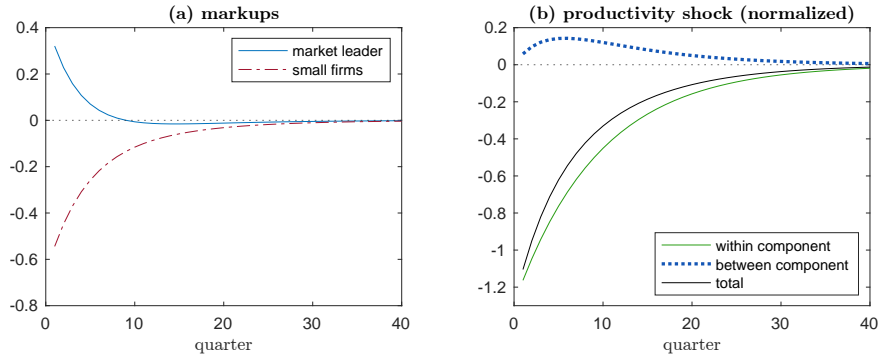 (a) markups
0.4
0.2
0
-0.2
-0.4
-0.6
-0.8
0
10
20
30
40
quarter
market leader
small firms
(b) productivity shock (normalized)
0.2
0
-0.2
-0.4
-0.6
-0.8
-1
-1.2
0
10
20
30
40
quarter
within component
between component
total